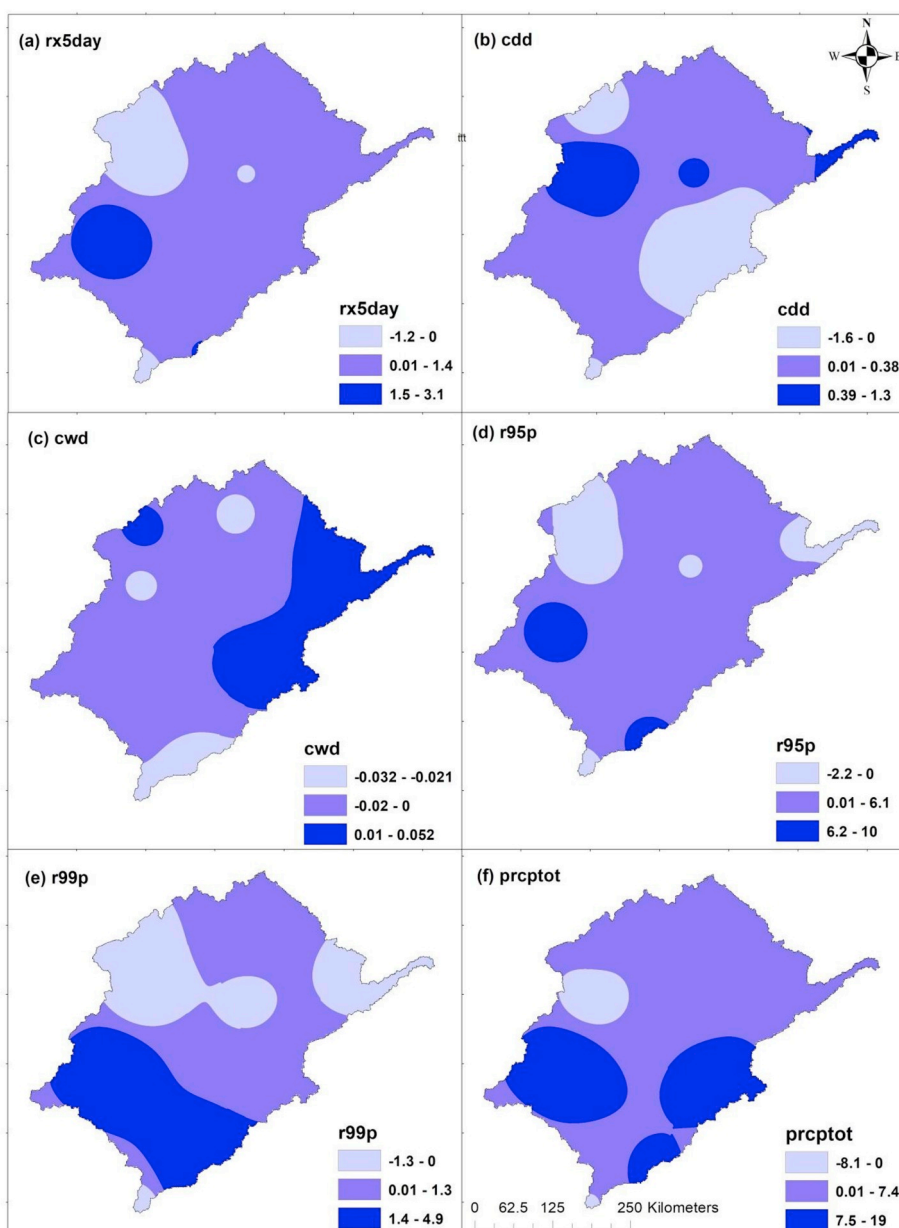 (a) rx5day
rx5day
-1.2 - 0
0.01 - 1.4
1.5 - 3.1
(b) cdd
N
W
E
S
cdd
-1.6 - 0
0.01 - 0.38
0.39 - 1.3
(c) cwd
cwd
-0.032 - -0.021
-0.02 - 0
0.01 - 0.052
(d) r95p
r95p
-2.2 - 0
0.01 - 6.1
6.2 - 10
(e) r99p
r99p
-1.3 - 0
0.01 - 1.3
1.4 - 4.9
(f) prcptot
prcptot
-8.1 - 0
0.01 - 7.4
7.5 - 19
0 62.5 125 250 Kilometers